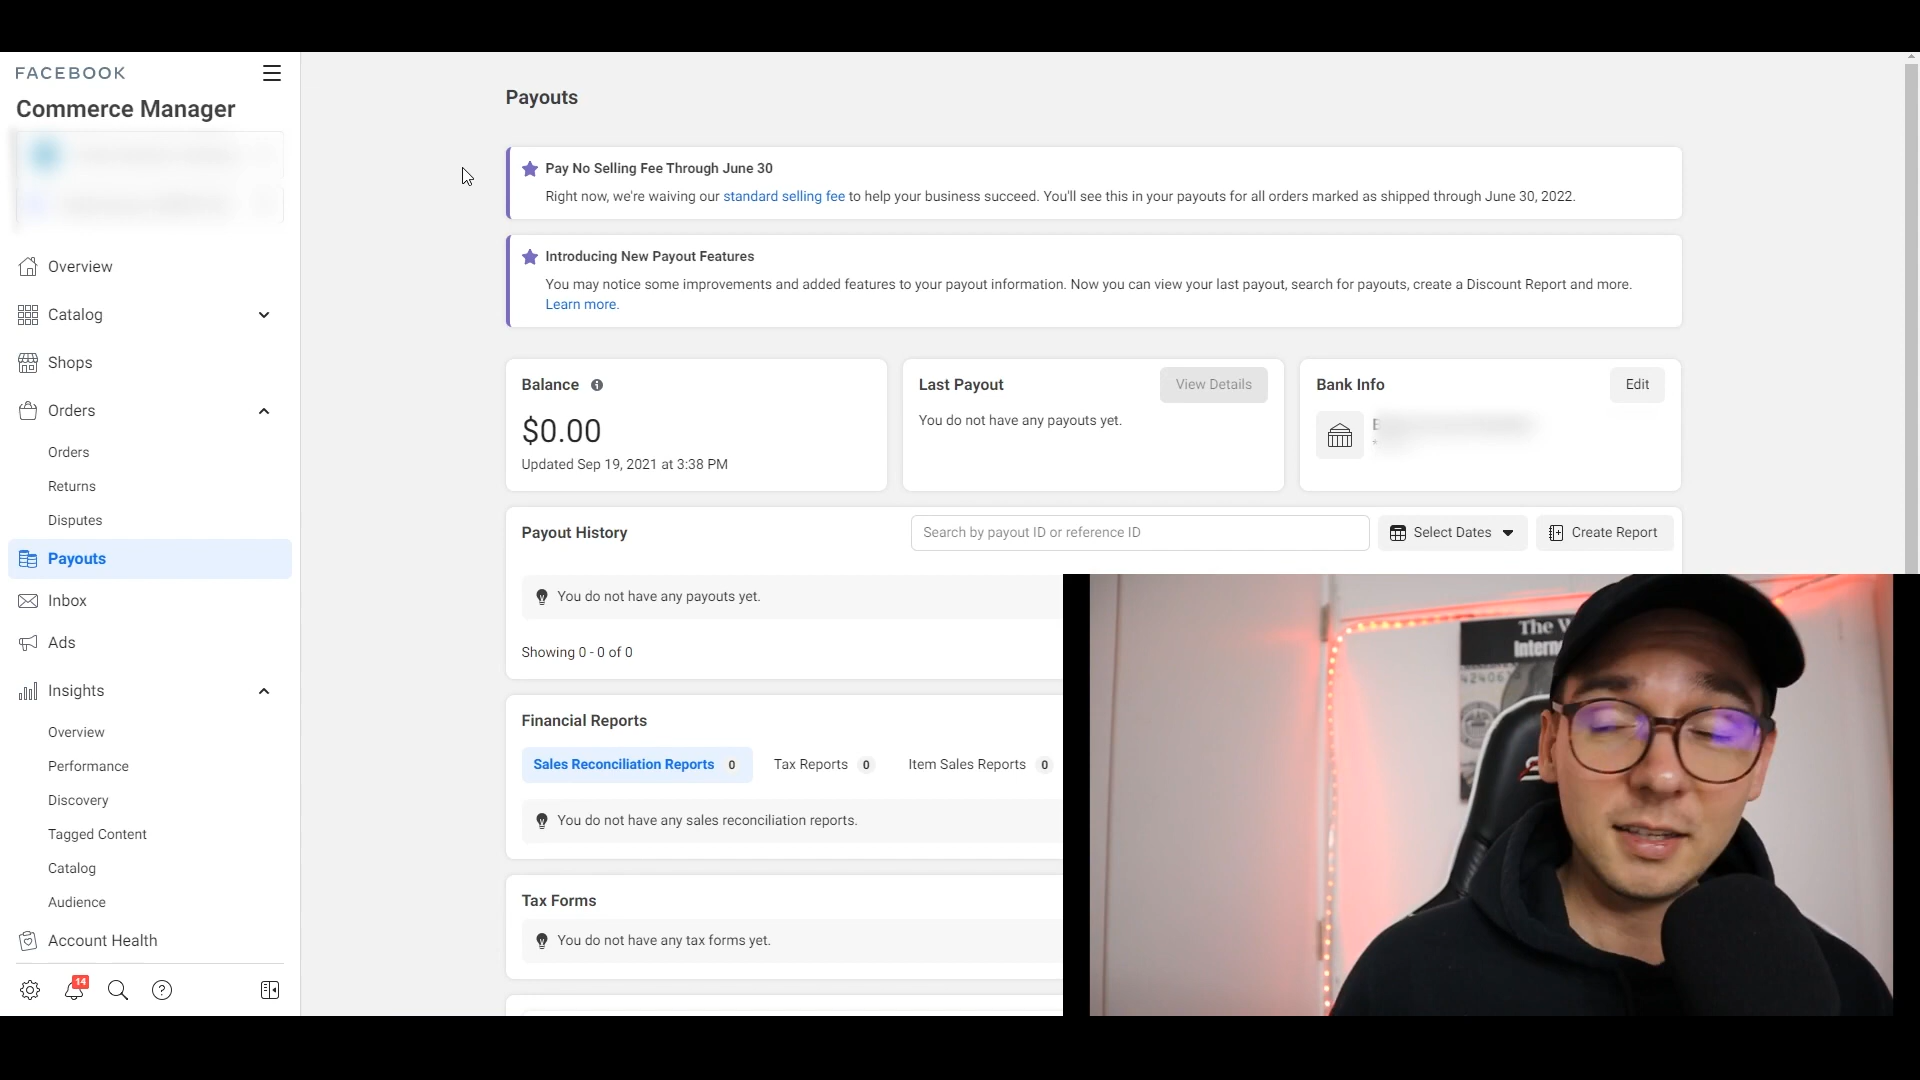 FACEBOOK
Commerce Manager
Overview
Catalog
Shops
Orders
Orders
Returns
Disputes
Payouts
Inbox
Ads
Insights
Overview
Performance
Discovery
Tagged Content
Catalog
Audience
Account Health
14
Payouts
Pay No Selling Fee Through June 30
Right now, we're waiving our standard selling fee to help your business succeed. You'll see this in your payouts for all orders marked as shipped through June 30, 2022.
Introducing New Payout Features
You may notice some improvements and added features to your payout information. Now you can view your last payout, search for payouts, create a Discount Report and more.
Learn more.
Balance
$0.00
Updated Sep 19, 2021 at 3:38 PM
Last Payout
View Details
You do not have any payouts yet.
Bank Info
Edit
Payout History
Search by payout ID or reference ID
Select Dates
Create Report
You do not have any payouts yet.
Showing 0 - 0 of 0
Financial Reports
Sales Reconciliation Reports 0
Tax Reports 0
Item Sales Reports 0
You do not have any sales reconciliation reports.
Tax Forms
You do not have any tax forms yet.
The